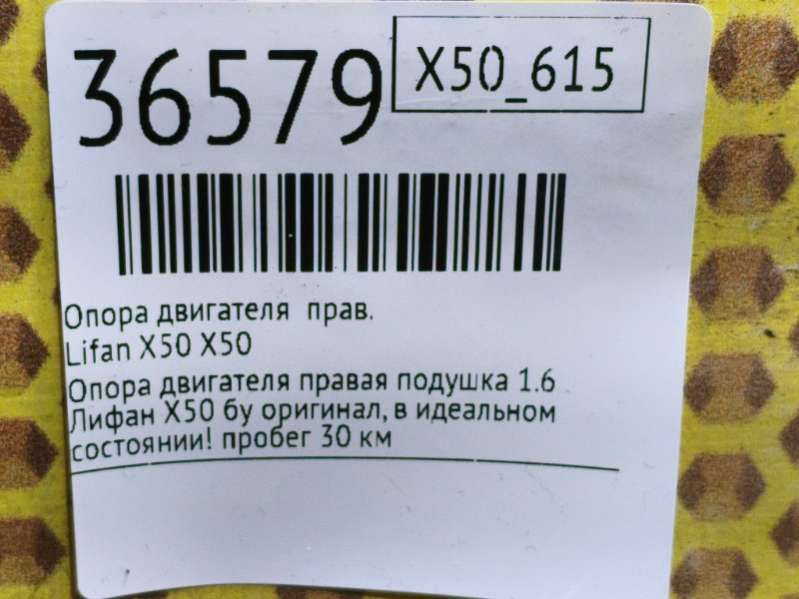 36579
X50_615
Опора двигателя прав.
Lifan X50 X50
Опора двигателя правая подушка 1.6
Лифан Х50 бу оригинал, в идеальном
состоянии! пробег 30 км